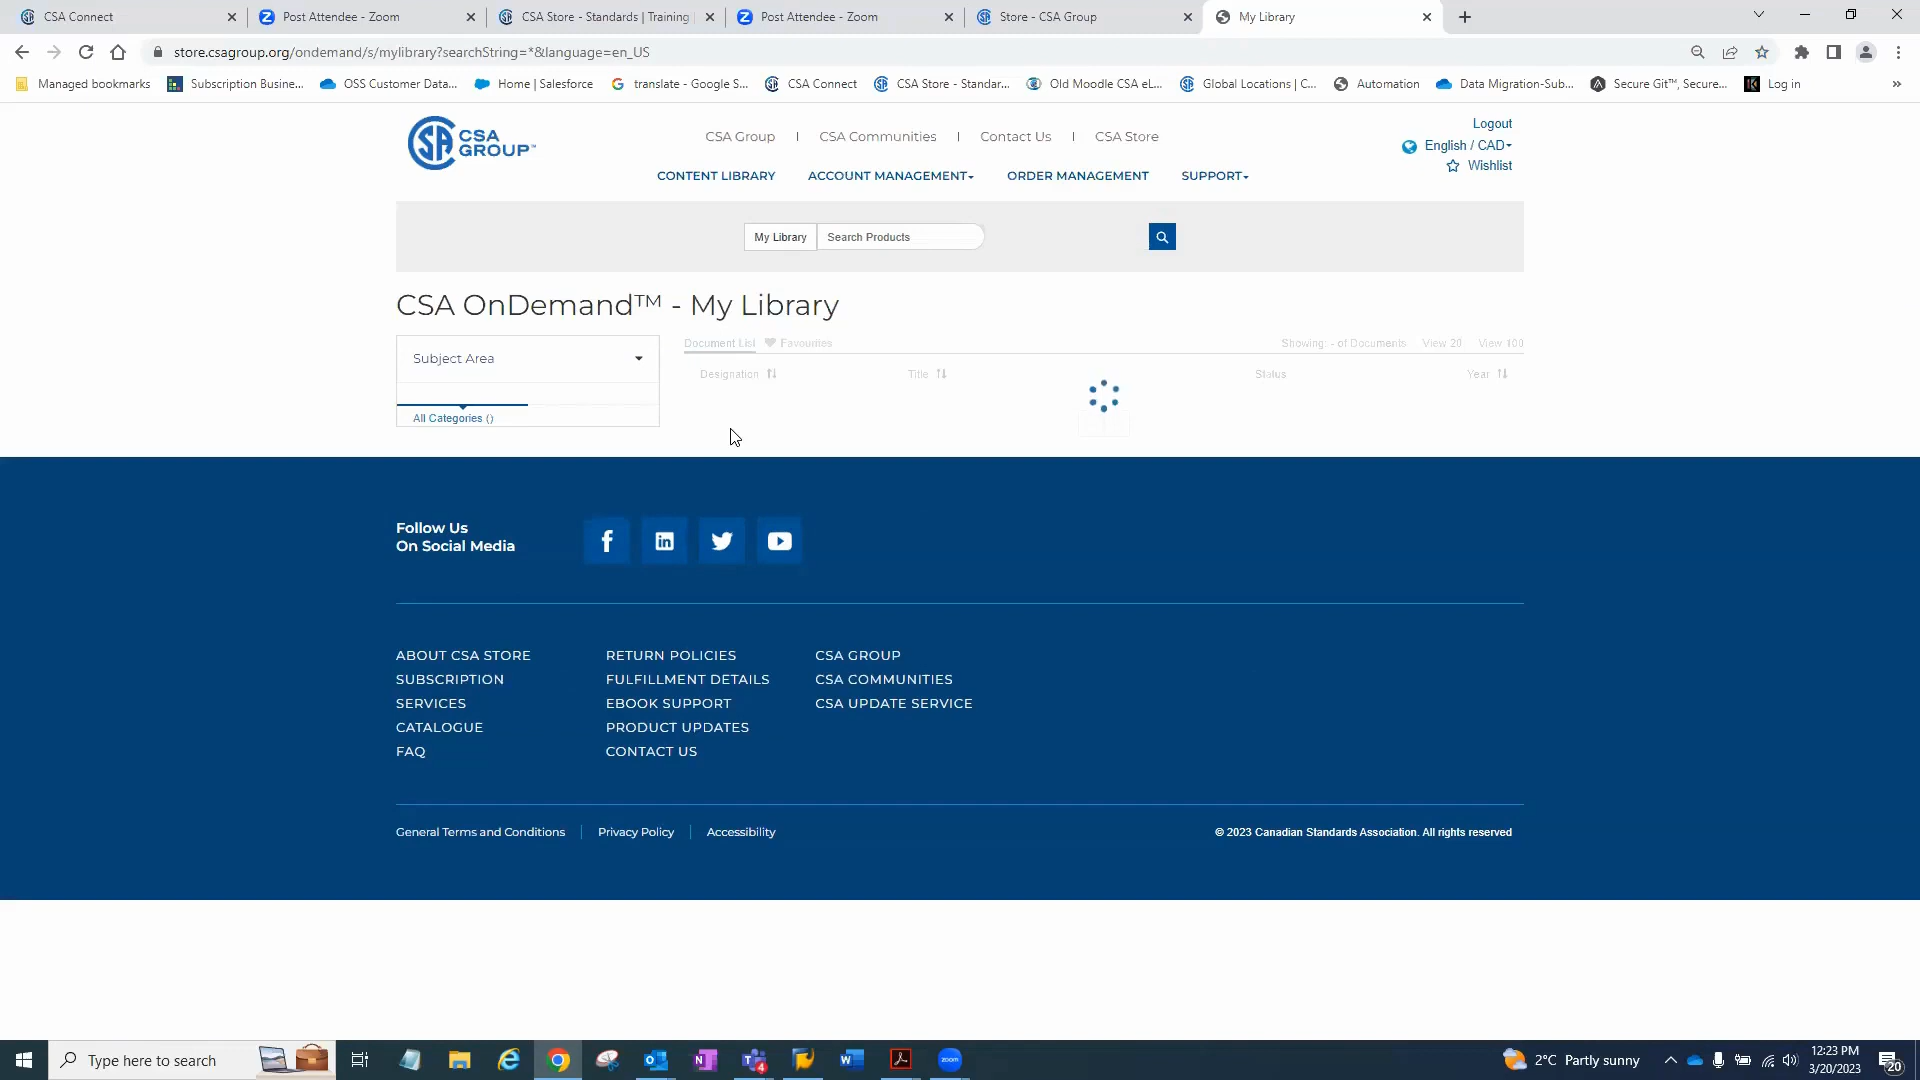 CSA Connect
Post Attendee - Zoom
CSA Store - Standards | Training
Post Attendee - Zoom
Store - CSA Group
My Library
store.csagroup.org/ondemand/s/mylibrary?searchString=*&language=en_US
Managed bookmarks
Subscription Busine...
OSS Customer Data...
Home | Salesforce
translate - Google S...
CSA Connect
CSA Store - Standar...
Old Moodle CSA eL...
Global Locations | C...
Automation
Data Migration-Sub...
Secure Git™, Secure...
Log in
»
CSA GROUP™
CSA Group | CSA Communities | Contact Us | CSA Store
Logout
English / CAD
Wishlist
CONTENT LIBRARY ACCOUNT MANAGEMENT ORDER MANAGEMENT SUPPORT
My Library Search Products
CSA OnDemand™ - My Library
Subject Area
All Categories ()
Document List Favourites Showing: - of Documents View 20 View 100
Designation Title Status Year
Follow Us
On Social Media
ABOUT CSA STORE
SUBSCRIPTION
SERVICES
CATALOGUE
FAQ
RETURN POLICIES
FULFILLMENT DETAILS
EBOOK SUPPORT
PRODUCT UPDATES
CONTACT US
CSA GROUP
CSA COMMUNITIES
CSA UPDATE SERVICE
General Terms and Conditions | Privacy Policy | Accessibility
© 2023 Canadian Standards Association. All rights reserved
Type here to search
4
zoom
2°C Partly sunny
12:23 PM
3/20/2023
20